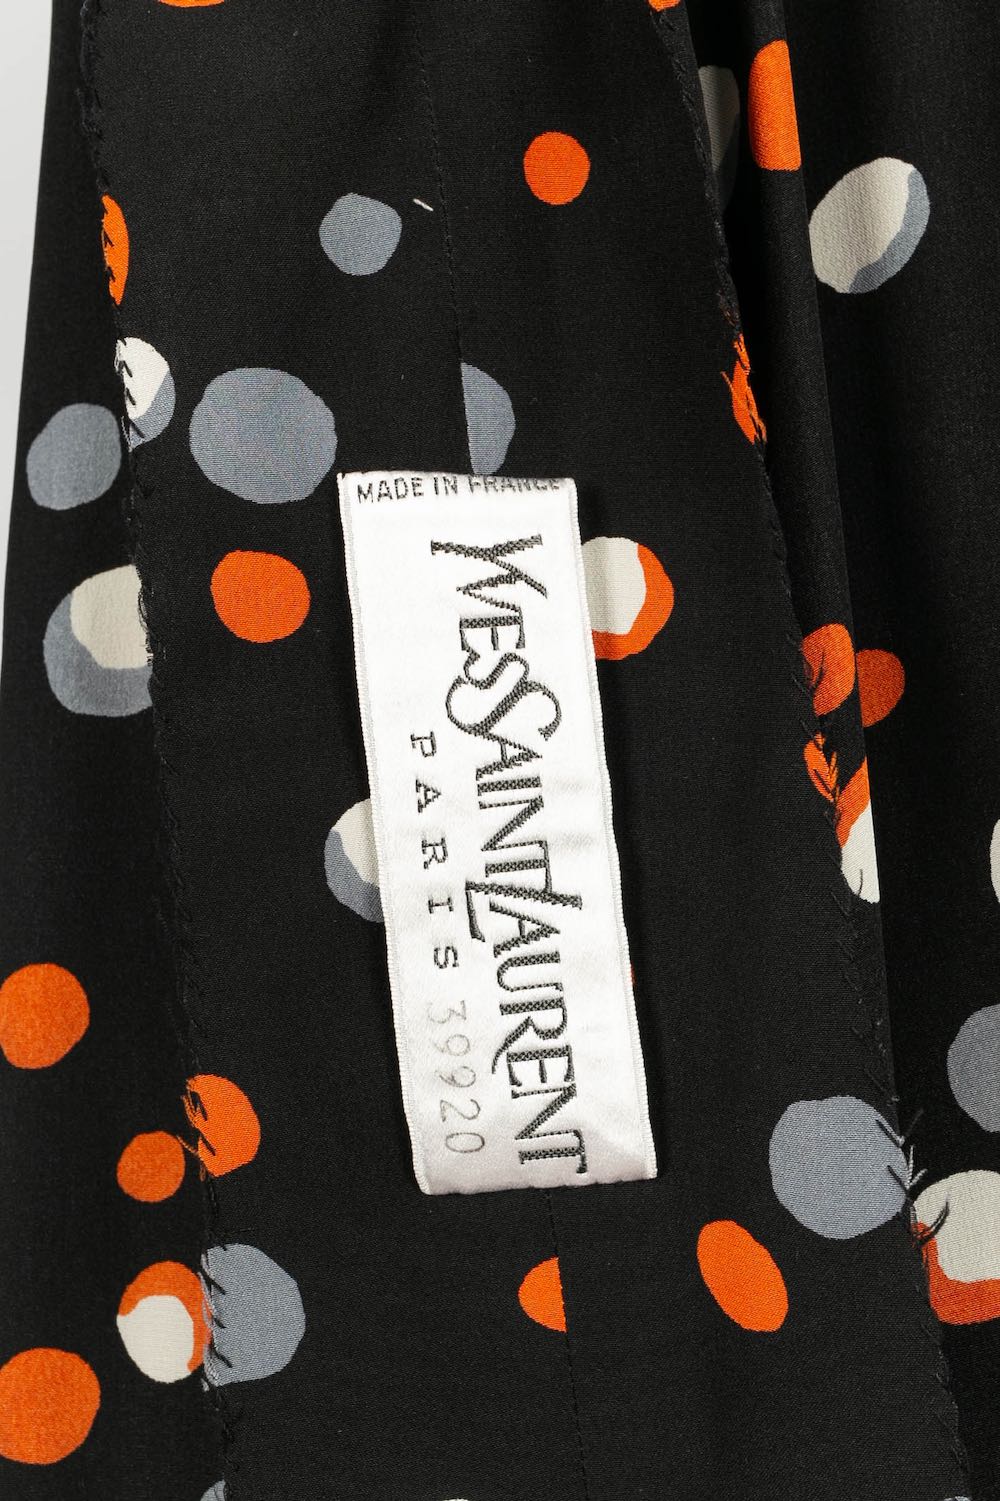 MADE IN FRANCE
YVES SAINT LAURENT
PARIS 39920